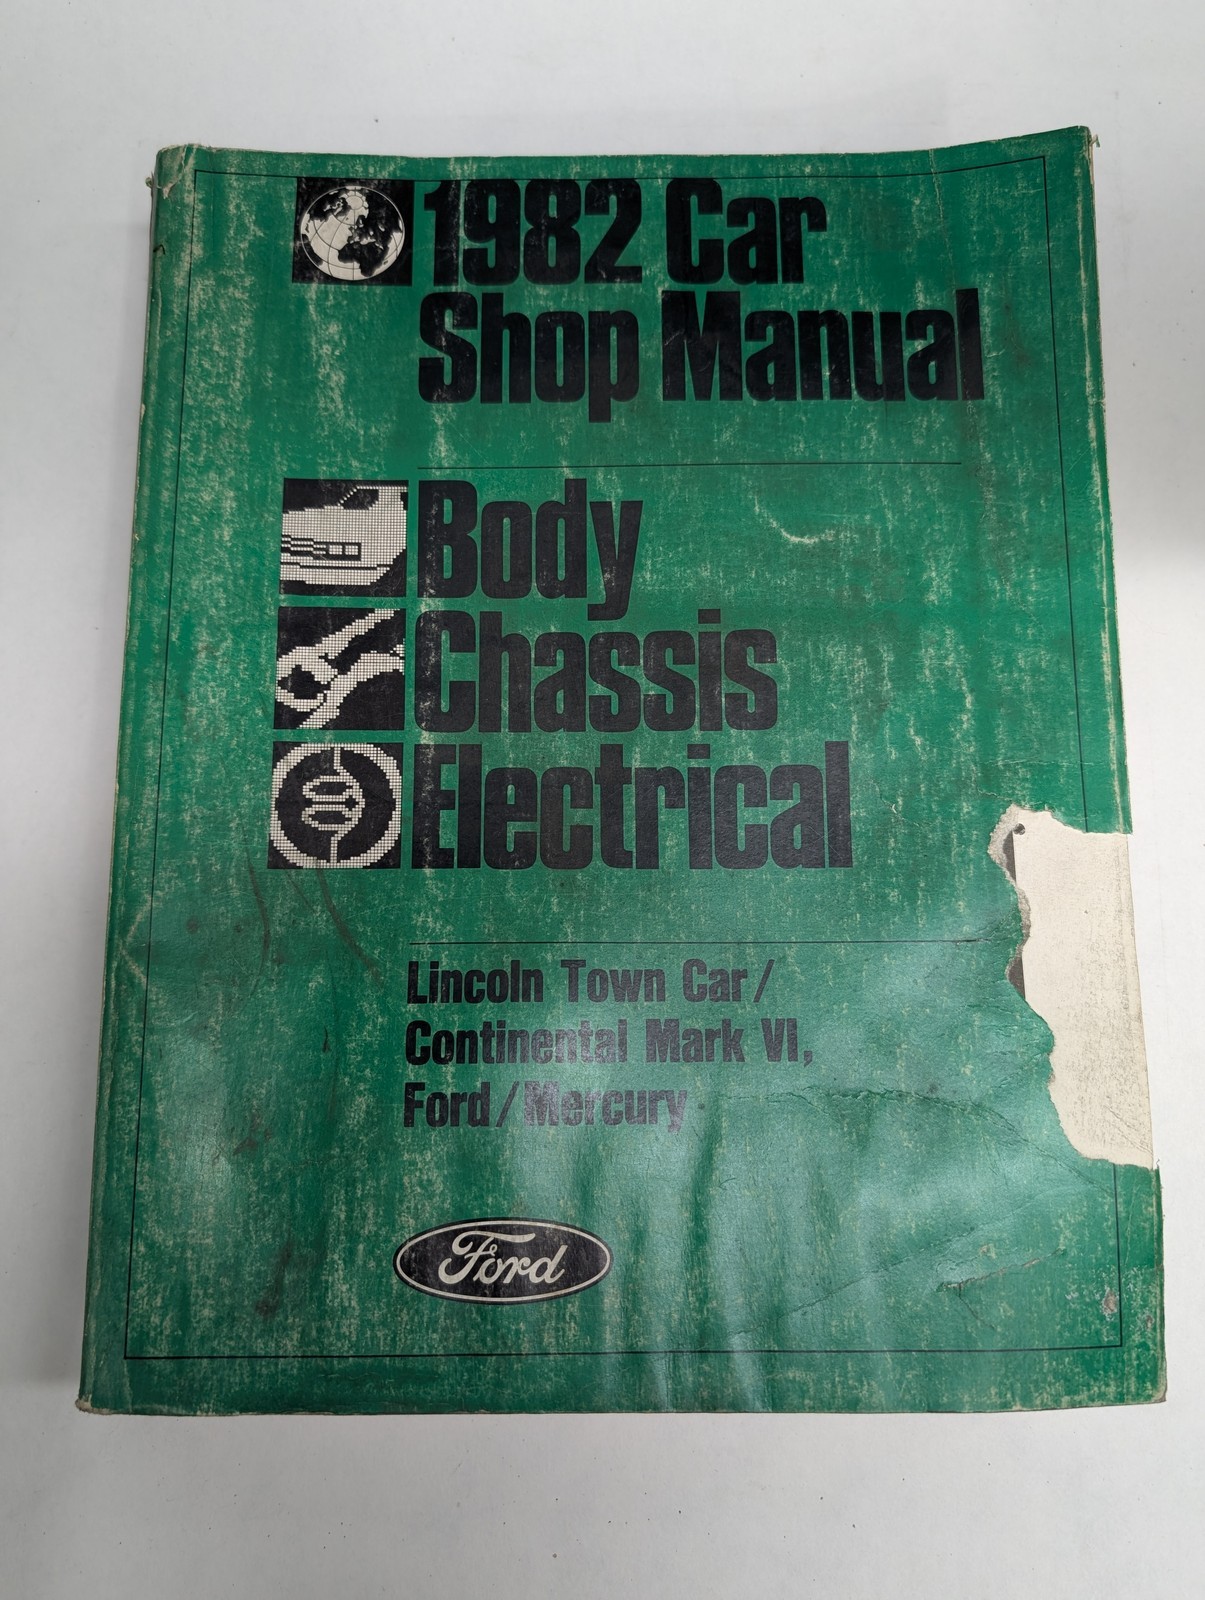 1982 Car
Shop Manual
Body
Chassis
Electrical
Lincoln Town Car/
Continental Mark VI,
Ford/Mercury
Ford